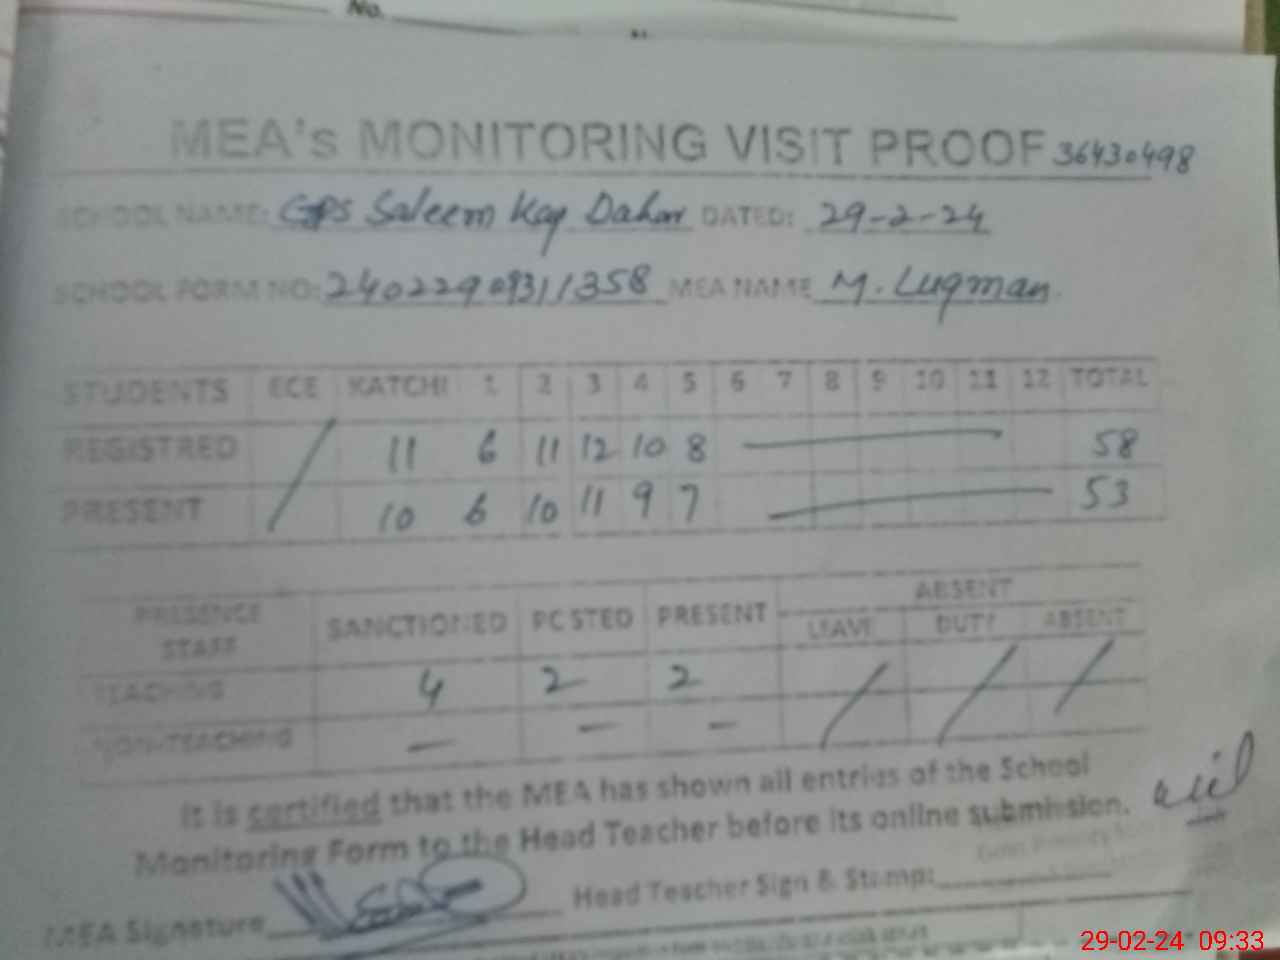 No.
MEA's MONITORING VISIT PROOF 36430498
SCHOOL NAME: GPS Saleem Kay Dahar DATED: 29-2-24
SCHOOL FORM NO: 24022909311358 MEA NAME M. Luqman
STUDENTS ECE KATCHI 1 2 3 4 5 6 7 8 9 10 11 12 TOTAL
REGISTRED 11 6 11 12 10 8 58
PRESENT 10 6 10 11 9 7 53
PRESENCE STAFF SANCTIONED POSTED PRESENT ABSENT
LEAVE DUTY ABSENT
TEACHING 4 2 2
NON-TEACHING — — —
It is certified that the MEA has shown all entries of the School
Monitoring Form to the Head Teacher before its online submission.
MEA Signature Head Teacher Sign & Stamp:
29-02-24 09:33